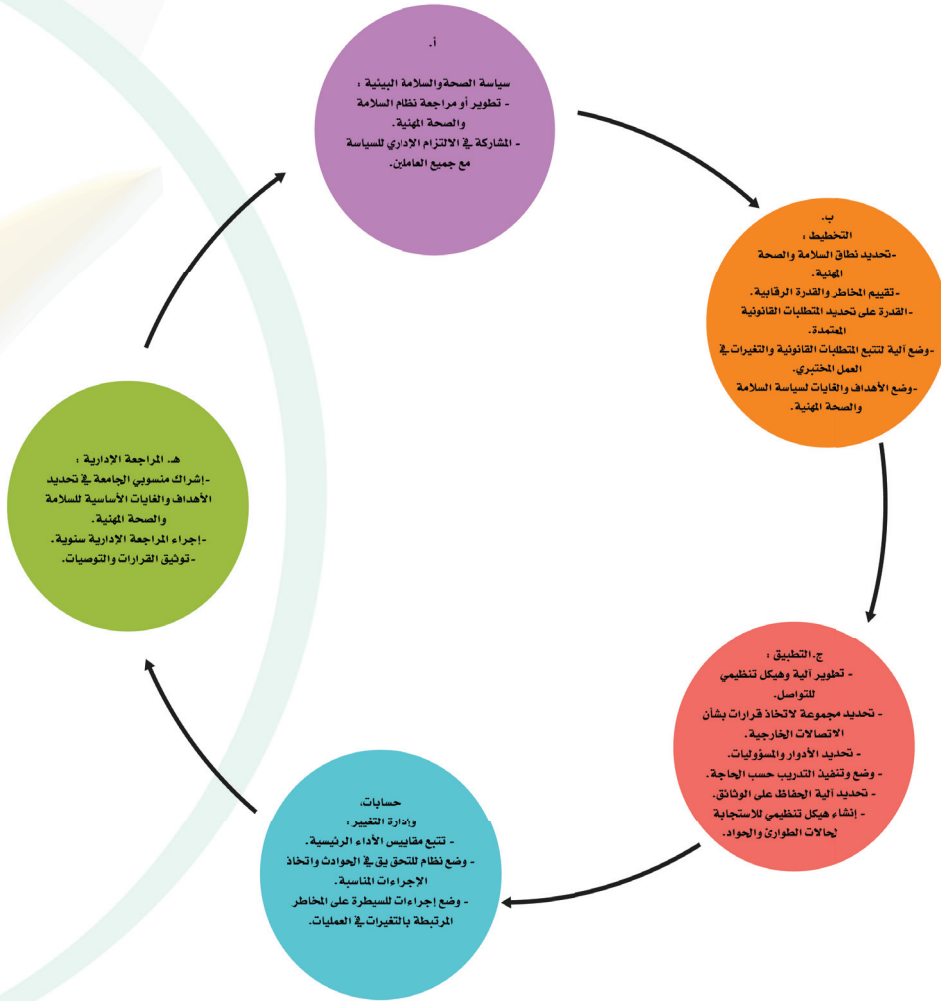 أ.
سياسة الصحة والسلامة البيئية :
- تطوير أو مراجعة نظام السلامة
والصحة المهنية.
- المشاركة في الالتزام الإداري للسياسة
مع جميع العاملين.
ب.
التخطيط :
-تحديد نطاق السلامة والصحة
المهنية.
-تقييم المخاطر والقدرة الرقابية.
-القدرة على تحديد المتطلبات القانونية
المعتمدة.
-وضع آلية لتتبع المتطلبات القانونية والتغيرات في
العمل المختبري.
-وضع الأهداف والغايات لسياسة السلامة
والصحة المهنية.
ج. التطبيق :
- تطوير آلية وهيكل تنظيمي
للتواصل.
- تحديد مجموعة لاتخاذ قرارات بشأن
الاتصالات الخارجية.
- تحديد الأدوار والمسؤوليات.
- وضع وتنفيذ التدريب حسب الحاجة.
- تحديد آلية الحفاظ على الوثائق.
- إنشاء هيكل تنظيمي للاستجابة
لحالات الطوارئ والحواد.
حسابات،
وإدارة التغيير :
- تتبع مقاييس الأداء الرئيسية.
- وضع نظام للتحق يق في الحوادث واتخاذ
الإجراءات المناسبة.
- وضع إجراءات للسيطرة على المخاطر
المرتبطة بالتغيرات في العمليات.
هـ. المراجعة الإدارية :
-إشراك منسوبي الجامعة في تحديد
الأهداف والغايات الأساسية للسلامة
والصحة المهنية.
-إجراء المراجعة الإدارية سنوية.
-توثيق القرارات والتوصيات.